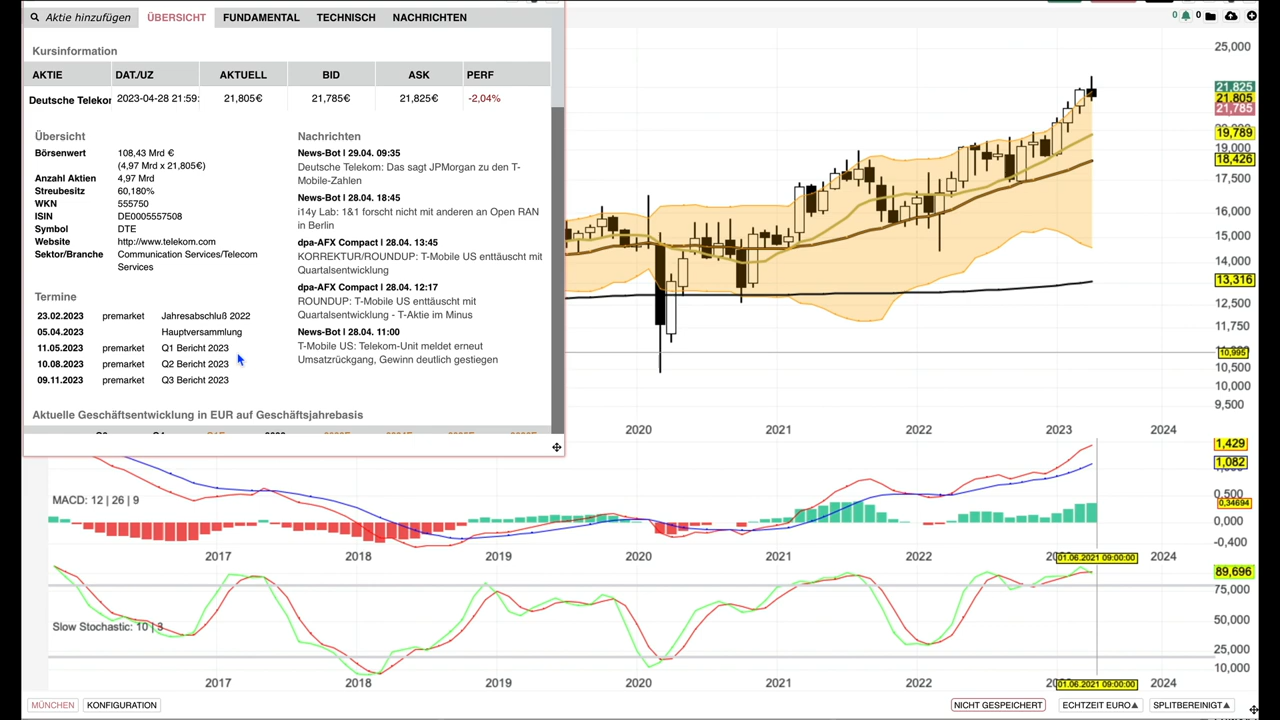 Aktie hinzufügen ÜBERSICHT FUNDAMENTAL TECHNISCH NACHRICHTEN
Kursinformation
AKTIE DAT./UZ AKTUELL BID ASK PERF
Deutsche Telekor 2023-04-28 21:59: 21,805€ 21,785€ 21,825€ -2,04%
Übersicht
Börsenwert 108,43 Mrd €
(4,97 Mrd x 21,805€)
Anzahl Aktien 4,97 Mrd
Streubesitz 60,180%
WKN 555750
ISIN DE0005557508
Symbol DTE
Website http://www.telekom.com
Sektor/Branche Communication Services/Telecom
Services
Termine
23.02.2023 premarket Jahresabschluß 2022
05.04.2023 Hauptversammlung
11.05.2023 premarket Q1 Bericht 2023
10.08.2023 premarket Q2 Bericht 2023
09.11.2023 premarket Q3 Bericht 2023
Nachrichten
News-Bot | 29.04. 09:35
Deutsche Telekom: Das sagt JPMorgan zu den T-
Mobile-Zahlen
News-Bot | 28.04. 18:45
i14y Lab: 1&1 forscht nicht mit anderen an Open RAN
in Berlin
dpa-AFX Compact | 28.04. 13:45
KORREKTUR/ROUNDUP: T-Mobile US enttäuscht mit
Quartalsentwicklung
dpa-AFX Compact | 28.04. 12:17
ROUNDUP: T-Mobile US enttäuscht mit
Quartalsentwicklung - T-Aktie im Minus
News-Bot | 28.04. 11:00
T-Mobile US: Telekom-Unit meldet erneut
Umsatzrückgang, Gewinn deutlich gestiegen
Aktuelle Geschäftsentwicklung in EUR auf Geschäftsjahrebasis
0 0
25,000
21,825
21,805
21,785
19,789
19,000
18,426
17,500
16,000
15,000
14,000
13,316
12,500
11,750
10,995
10,500
10,000
9,500
2020 2021 2022 2023 2024
MACD: 12 | 26 | 9
1,429
1,082
0,500
0,34694
0,000
-0,400
2017 2018 2019 2020 2021 2022 01.06.2021 09:00:00 2024
Slow Stochastic: 10 | 3
89,696
75,000
50,000
25,000
10,000
2017 2018 2019 2020 2021 2022 01.06.2021 09:00:00 2024
MÜNCHEN KONFIGURATION NICHT GESPEICHERT ECHTZEIT EURO▲ SPLITBEREINIGT▲